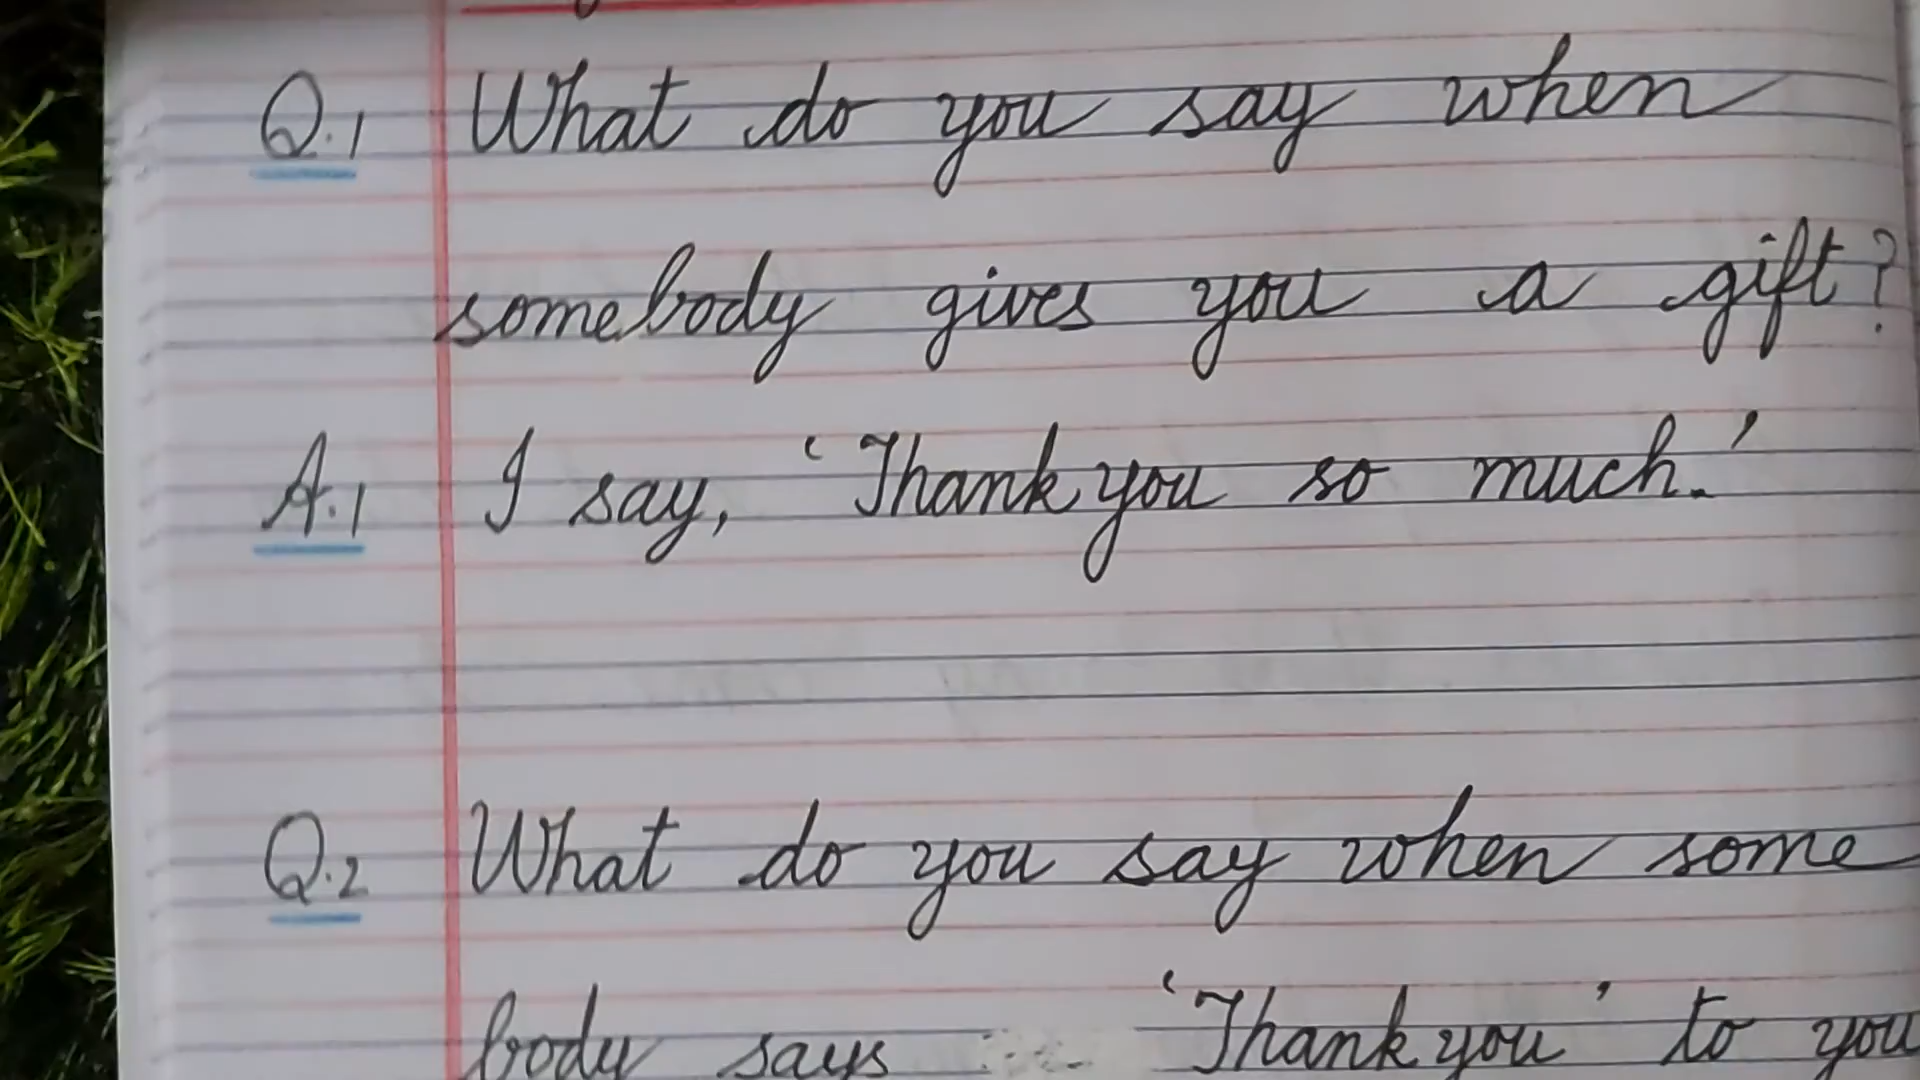 Q.1 What do you say when
somebody gives you a gift?
A.1 I say, 'Thank you so much.'
Q.2 What do you say when some
body says 'Thank you' to you